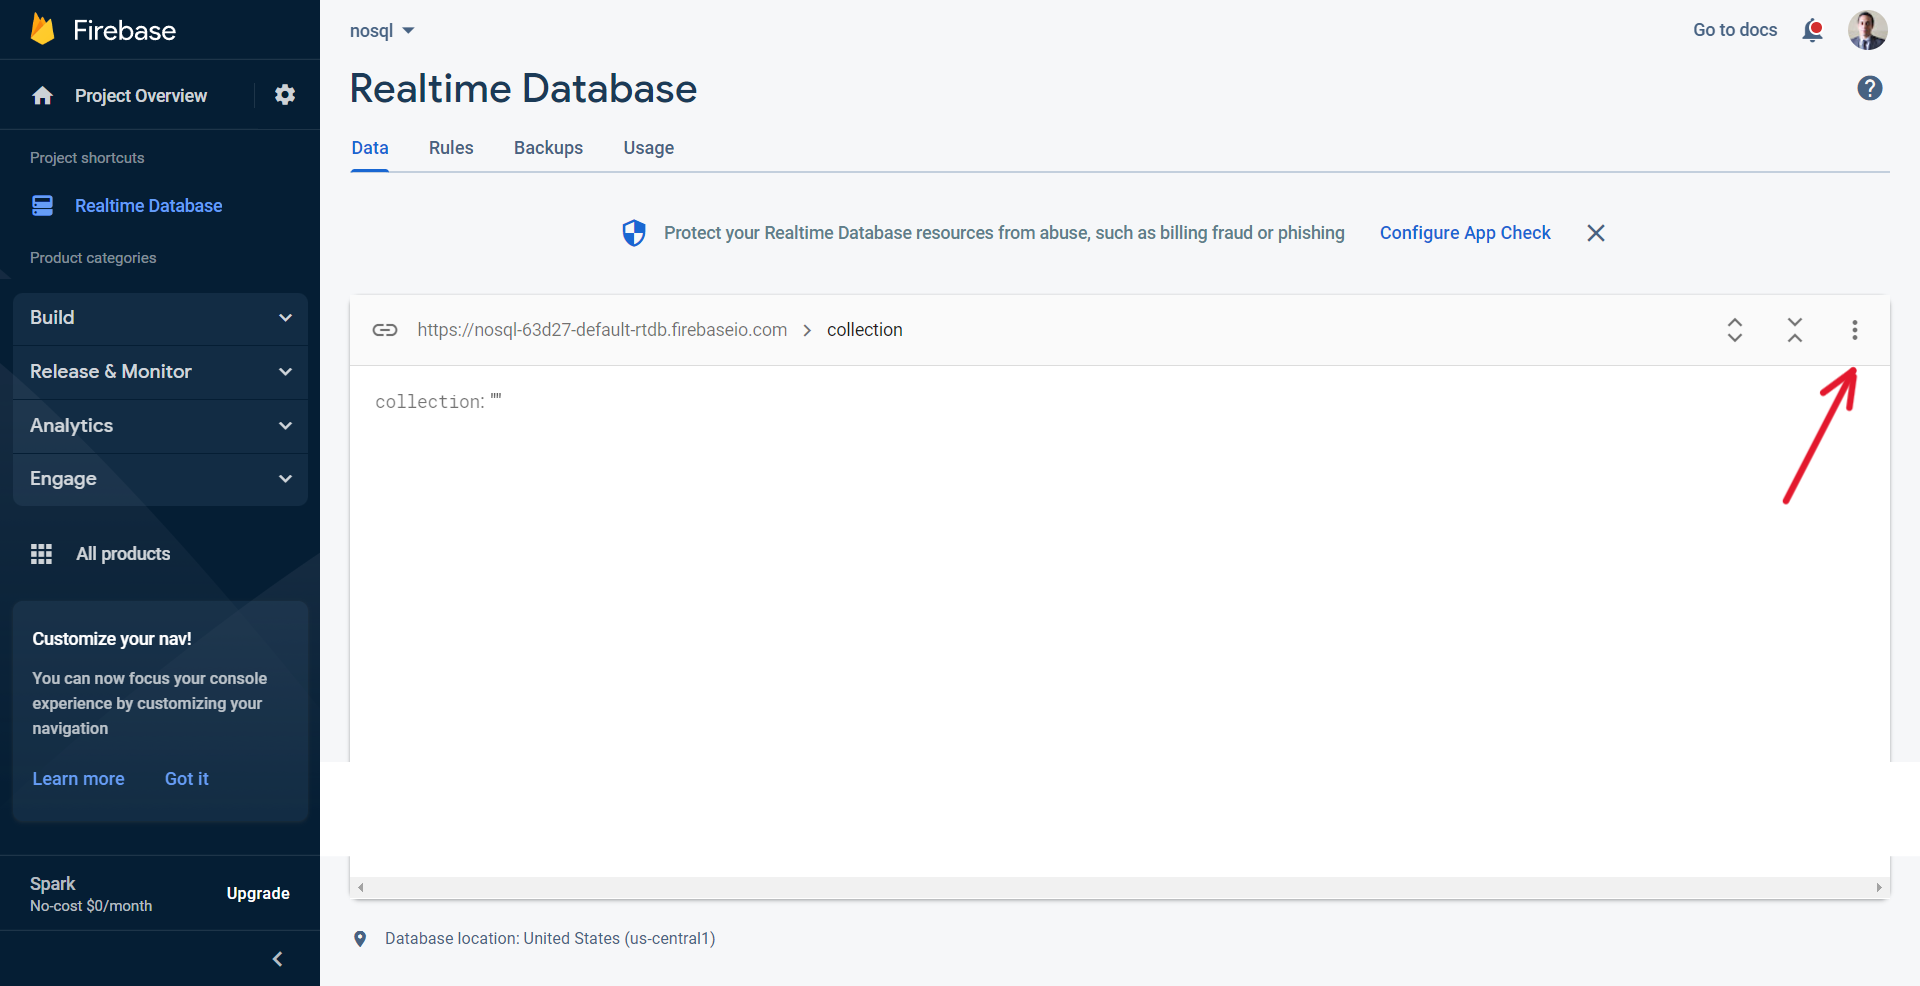 Firebase
Project Overview
Project shortcuts
Realtime Database
Product categories
Build
Release & Monitor
Analytics
Engage
All products
Customize your nav!
You can now focus your console
experience by customizing your
navigation
Learn more Got it
Spark
No-cost $0/month
Upgrade
nosql
Go to docs
Realtime Database
Data Rules Backups Usage
Protect your Realtime Database resources from abuse, such as billing fraud or phishing Configure App Check
https://nosql-63d27-default-rtdb.firebaseio.com > collection
collection: ""
Database location: United States (us-central1)